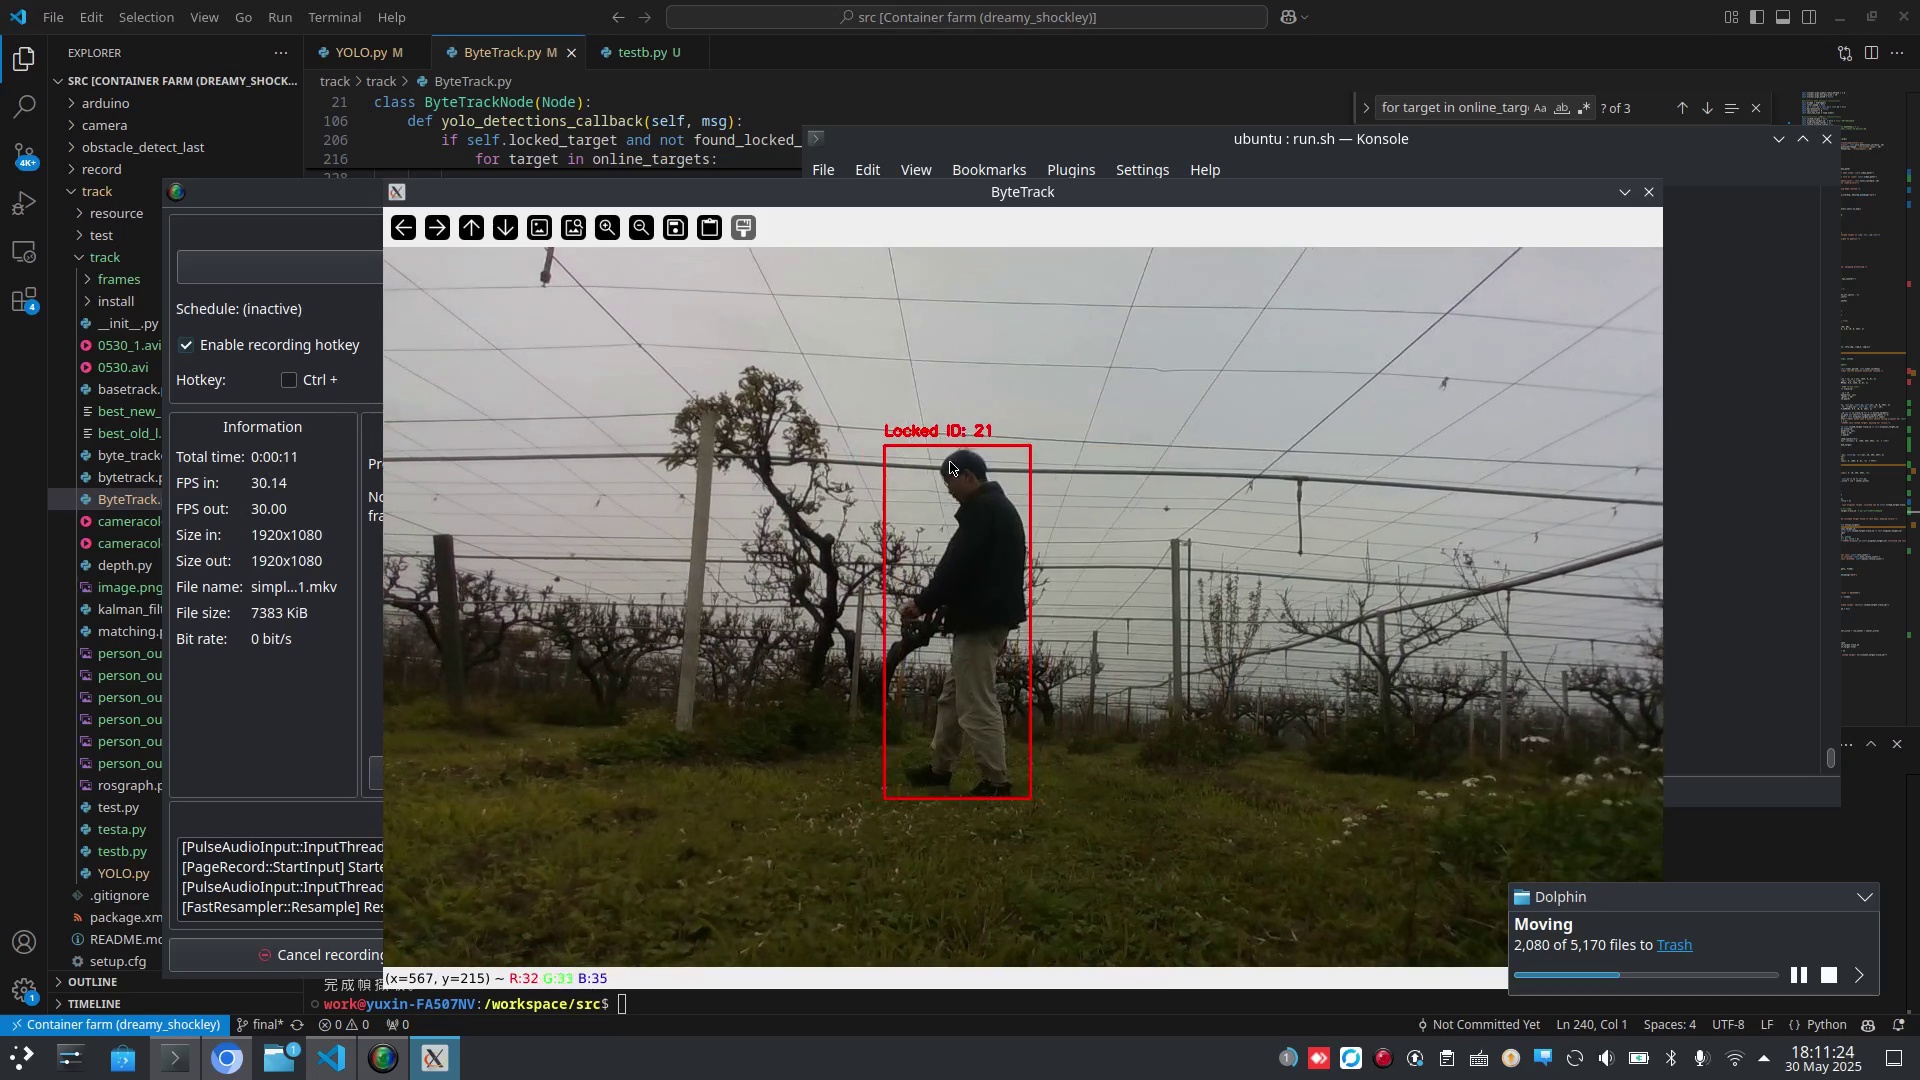 File Edit Selection View Go Run Terminal Help
src [Container farm (dreamy_shockley)]
EXPLORER
YOLO.py M
ByteTrack.py M
testb.py U
SRC [CONTAINER FARM (DREAMY_SHOCK...
track > track > ByteTrack.py
arduino
camera
obstacle_detect_last
record
track
resource
test
track
frames
install
__init__.py
0530_1.avi
0530.avi
basetrack.
best_new_
best_old_l.
byte_track
bytetrack.p
ByteTrack.
cameracol
cameracol
depth.py
image.png
kalman_filt
matching.p
person_ou
person_ou
person_ou
person_ou
person_ou
person_ou
rosgraph.p
test.py
testa.py
testb.py
YOLO.py
.gitignore
package.xm
README.md
setup.cfg
OUTLINE
TIMELINE
4K+
4
1
21 class ByteTrackNode(Node):
106 def yolo_detections_callback(self, msg):
206 if self.locked_target and not found_locked_
216 for target in online_targets:
for target in online_targ
Aa ab
? of 3
ubuntu : run.sh — Konsole
File Edit View Bookmarks Plugins Settings Help
ByteTrack
Schedule: (inactive)
Enable recording hotkey
Hotkey: Ctrl +
Information
Total time: 0:00:11
FPS in: 30.14
FPS out: 30.00
Size in: 1920x1080
Size out: 1920x1080
File name: simpl...1.mkv
File size: 7383 KiB
Bit rate: 0 bit/s
Pr
No
fra
[PulseAudioInput::InputThread
[PageRecord::StartInput] Starte
[PulseAudioInput::InputThread
[FastResampler::Resample] Res
Cancel recording
Locked ID: 21
(x=567, y=215) ~ R:32 G:33 B:35
work@yuxin-FA507NV:/workspace/src$
Dolphin
Moving
2,080 of 5,170 files to Trash
Container farm (dreamy_shockley) final* 0 0 0
Not Committed Yet Ln 240, Col 1 Spaces: 4 UTF-8 LF {} Python
1
1
18:11:24
30 May 2025